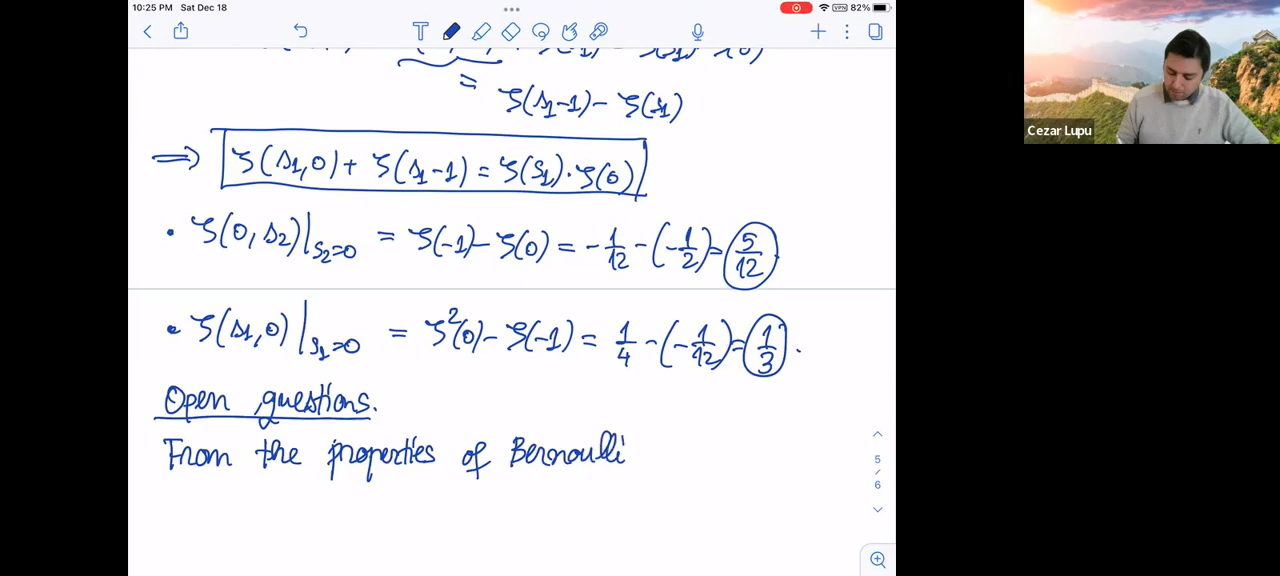 10:25 PM Sat Dec 18
VPN 82%
=
ζ(s₁-1) - ζ(s₁)
⟹ ζ(s₁,0) + ζ(s₁-1) = ζ(s₁)·ζ(0)
• ζ(0,s₂)|s₂=0 = ζ(-1) - ζ(0) = -1/12 - (-1/2) = 5/12
• ζ(s₁,0)|s₁=0 = ζ²(0) - ζ(-1) = 1/4 - (-1/12) = 1/3.
Open questions.
From the properties of Bernoulli
5
/
6
Cezar Lupu